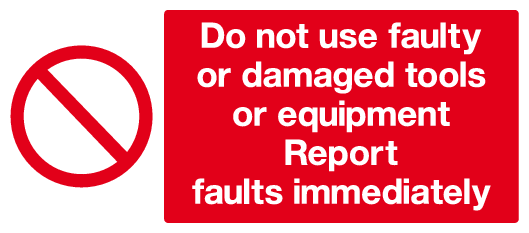 Do not use faulty
or damaged tools
or equipment
Report
faults immediately